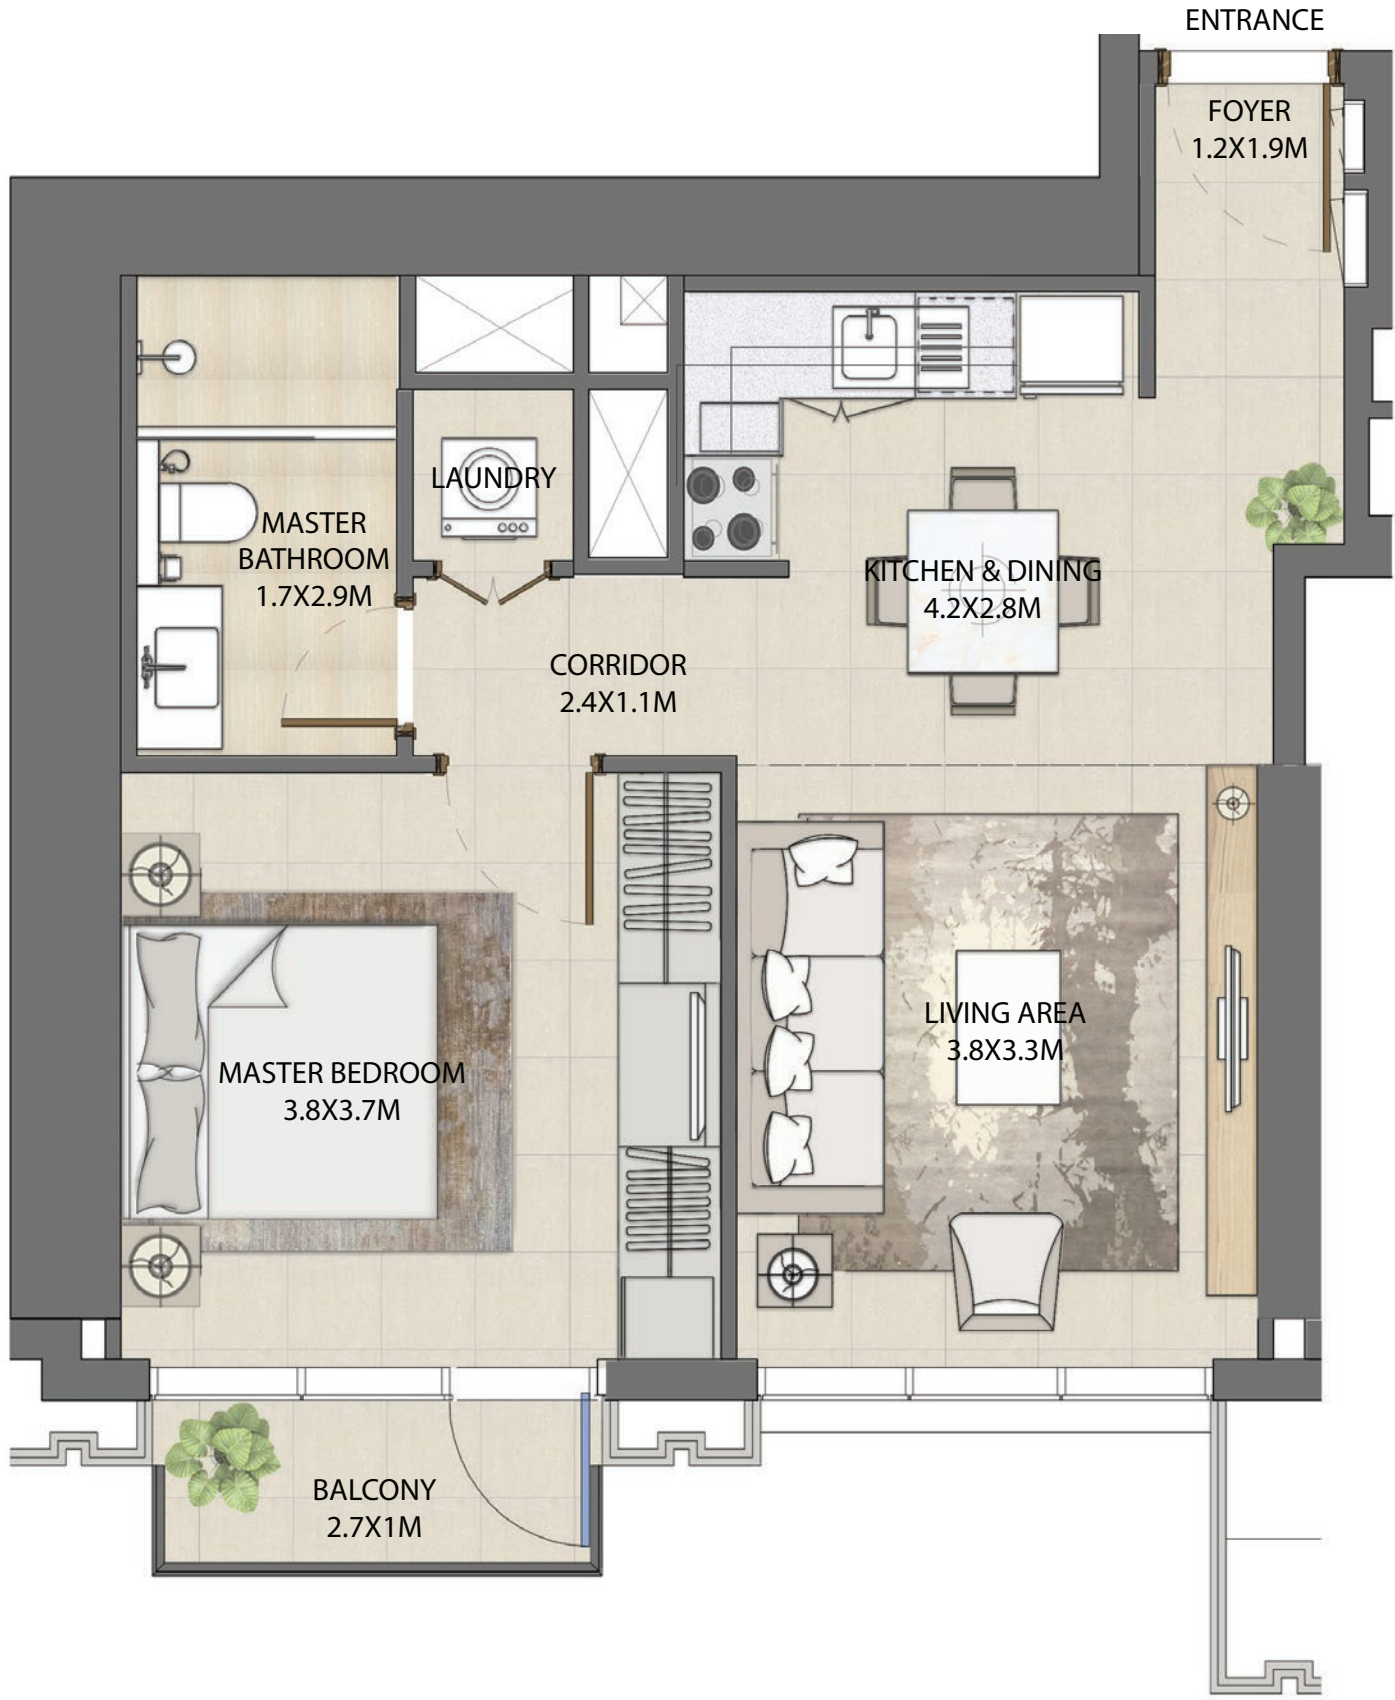 ENTRANCE
FOYER
1.2X1.9M
LAUNDRY
MASTER
BATHROOM
1.7X2.9M
KITCHEN & DINING
4.2X2.8M
CORRIDOR
2.4X1.1M
LIVING AREA
3.8X3.3M
MASTER BEDROOM
3.8X3.7M
BALCONY
2.7X1M